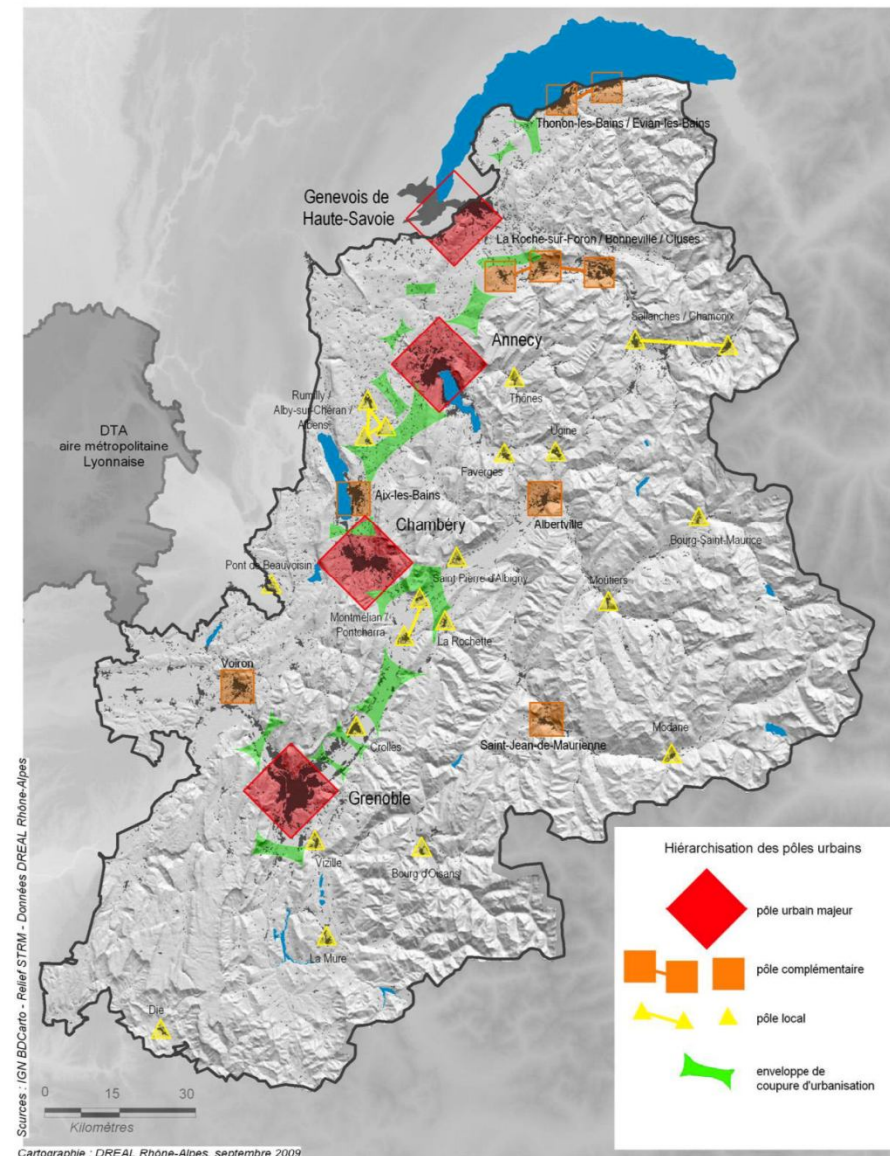 Thonon-les-Bains / Evian-les-Bains
Genevois de
Haute-Savoie
La Roche-sur-Foron / Bonneville / Cluses
Sallanches / Chamonix
Annecy
Thônes
Rumilly /
Alby-sur-Chéran /
Albens
DTA
aire métropolitaine
Lyonnaise
Ugine
Faverges
Aix-les-Bains
Albertville
Chambéry
Bourg-Saint-Maurice
Pont de Beauvoisin
Saint Pierre d'Albigny
Moûtiers
Montmélian /
Pontcharra
La Rochette
Voiron
Saint-Jean-de-Maurienne
Modane
Crolles
Grenoble
Vizille
Bourg d'Oisans
La Mure
Die
Hiérarchisation des pôles urbains
pôle urbain majeur
pôle complémentaire
pôle local
enveloppe de
coupure d'urbanisation
0 15 30
Kilométres
Sources : IGN BDCarto - Relief STRM - Données DREAL Rhône-Alpes
Cartographie : DREAL Rhône-Alpes, septembre 2009